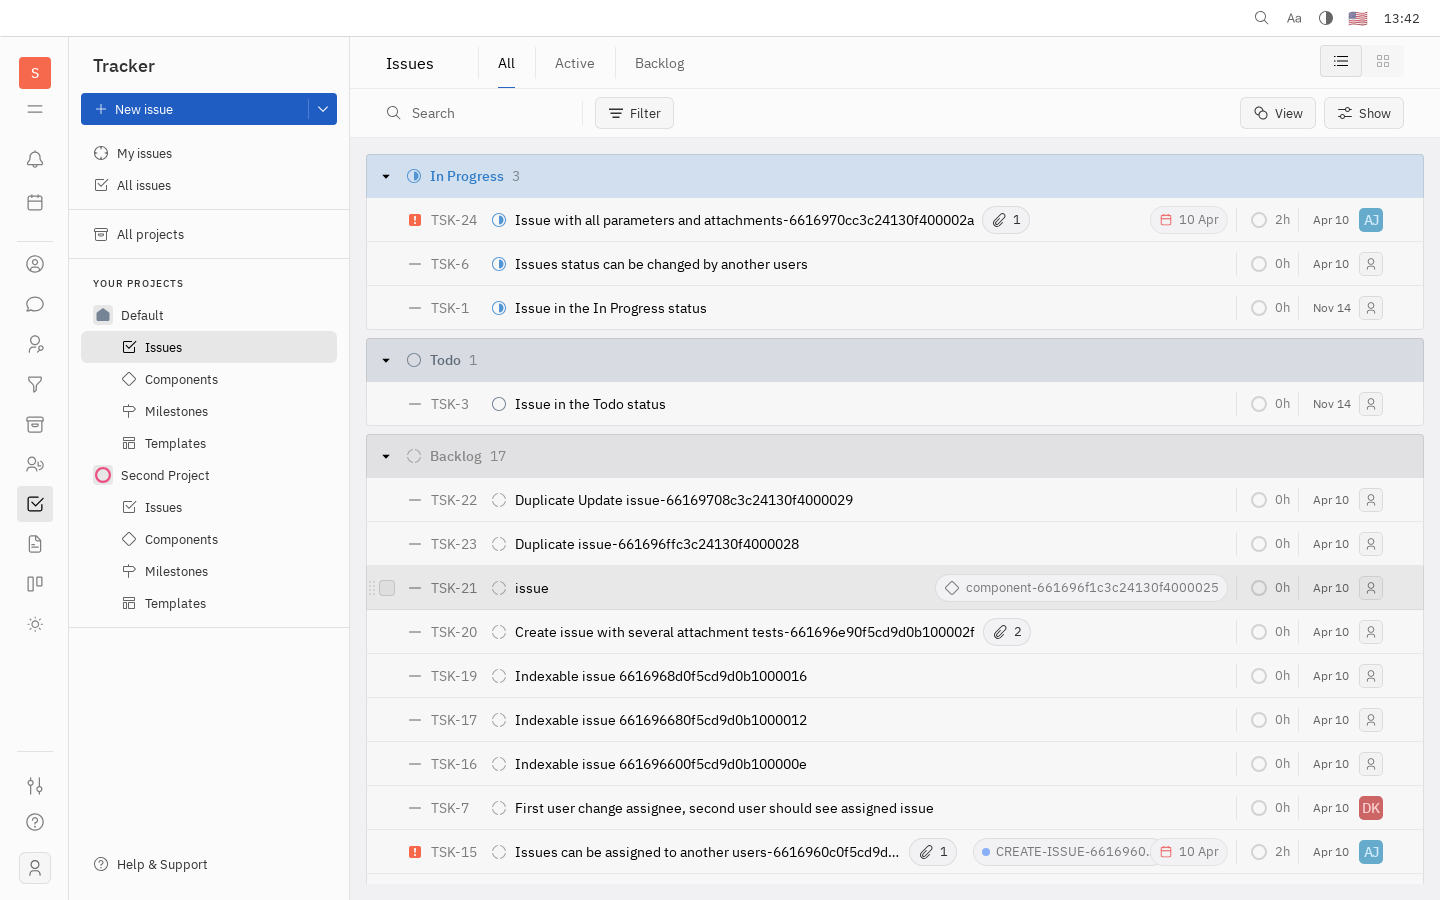 Aa 🇺🇸 13:42
S
Tracker
New issue
My issues
All issues
All projects
YOUR PROJECTS
Default
Issues
Components
Milestones
Templates
Second Project
Issues
Components
Milestones
Templates
Help & Support
Issues All Active Backlog
Search Filter View Show
In Progress 3
TSK-24 Issue with all parameters and attachments-6616970cc3c24130f400002a 1 10 Apr 2h Apr 10 AJ
TSK-6 Issues status can be changed by another users 0h Apr 10
TSK-1 Issue in the In Progress status 0h Nov 14
Todo 1
TSK-3 Issue in the Todo status 0h Nov 14
Backlog 17
TSK-22 Duplicate Update issue-66169708c3c24130f4000029 0h Apr 10
TSK-23 Duplicate issue-661696ffc3c24130f4000028 0h Apr 10
TSK-21 issue component-661696f1c3c24130f4000025 0h Apr 10
TSK-20 Create issue with several attachment tests-661696e90f5cd9d0b100002f 2 0h Apr 10
TSK-19 Indexable issue 6616968d0f5cd9d0b1000016 0h Apr 10
TSK-17 Indexable issue 661696680f5cd9d0b1000012 0h Apr 10
TSK-16 Indexable issue 661696600f5cd9d0b100000e 0h Apr 10
TSK-7 First user change assignee, second user should see assigned issue 0h Apr 10 DK
TSK-15 Issues can be assigned to another users-6616960c0f5cd9d... 1 CREATE-ISSUE-6616960... 10 Apr 2h Apr 10 AJ